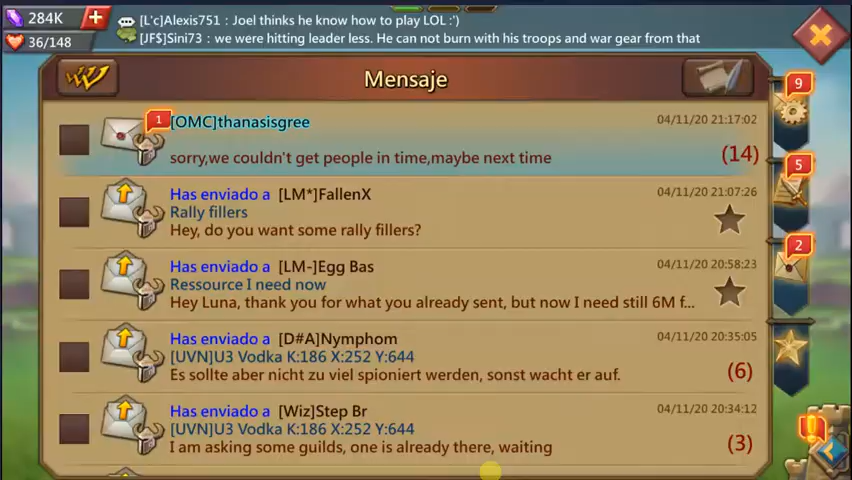 284K
[L'c]Alexis751 : Joel thinks he know how to play LOL :')
36/148
[JF$]Sini73 : we were hitting leader less. He can not burn with his troops and war gear from that
Mensaje
9
1
[OMC]thanasisgree
04/11/20 21:17:02
sorry,we couldn't get people in time,maybe next time
(14)
5
Has enviado a [LM*]FallenX
04/11/20 21:07:26
Rally fillers
Hey, do you want some rally fillers?
2
Has enviado a [LM-]Egg Bas
04/11/20 20:58:23
Ressource I need now
Hey Luna, thank you for what you already sent, but now I need still 6M f...
Has enviado a [D#A]Nymphom
04/11/20 20:35:05
[UVN]U3 Vodka K:186 X:252 Y:644
Es sollte aber nicht zu viel spioniert werden, sonst wacht er auf.
(6)
Has enviado a [Wiz]Step Br
04/11/20 20:34:12
[UVN]U3 Vodka K:186 X:252 Y:644
I am asking some guilds, one is already there, waiting
(3)